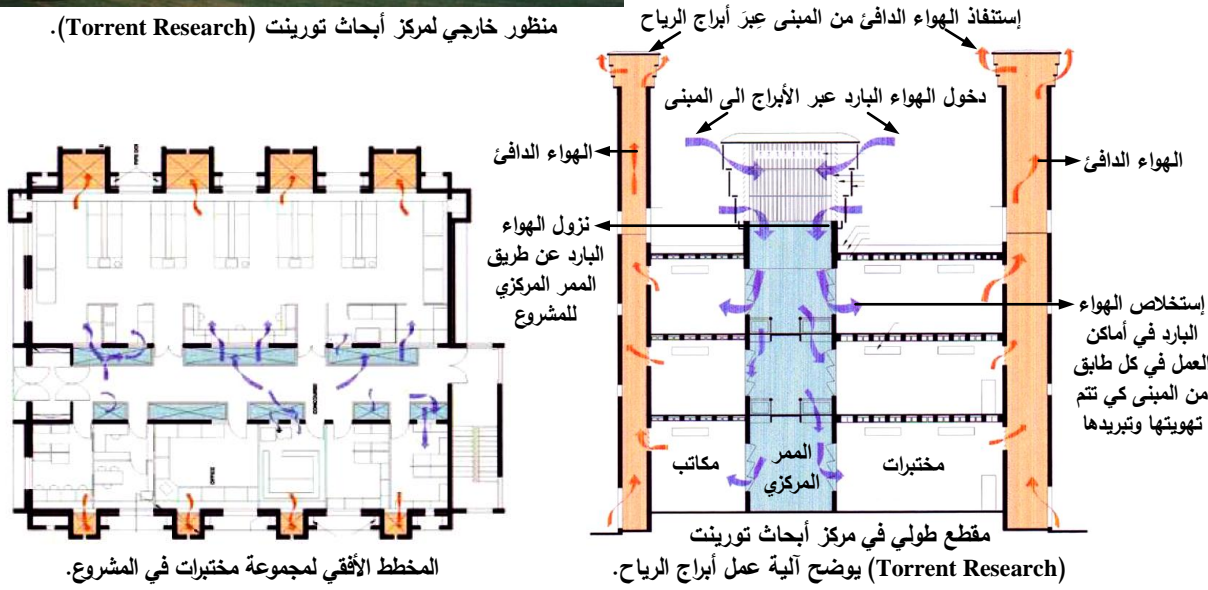 منظور خارجي لمركز أبحاث تورينت (Torrent Research).
إستنفاذ الهواء الدافئ من المبنى عِبرَ أبراج الرياح
دخول الهواء البارد عبر الأبراج الى المبنى
الهواء الدافئ
الهواء الدافئ
نزول الهواء
البارد عن طريق
الممر المركزي
للمشروع
إستخلاص الهواء
البارد في أماكن
العمل في كل طابق
من المبنى كي تتم
تهويتها وتبريدها
مكاتب
الممر
المركزي
مختبرات
OFFICE
CONCOURSE
مقطع طولي في مركز أبحاث تورينت
(Torrent Research) يوضح آلية عمل أبراج الرياح.
المخطط الأفقي لمجموعة مختبرات في المشروع.